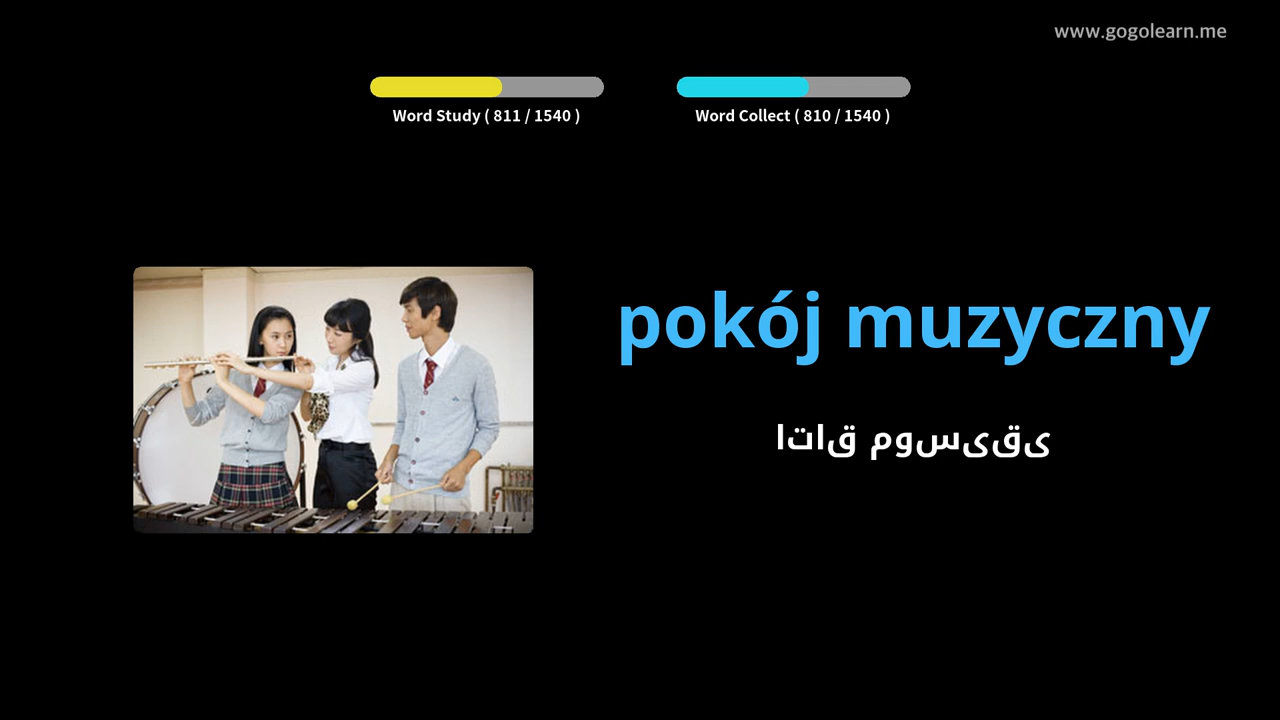 www.gogolearn.me
Word Study ( 811 / 1540 )
Word Collect ( 810 / 1540 )
pokój muzyczny
اتاق موسیقی